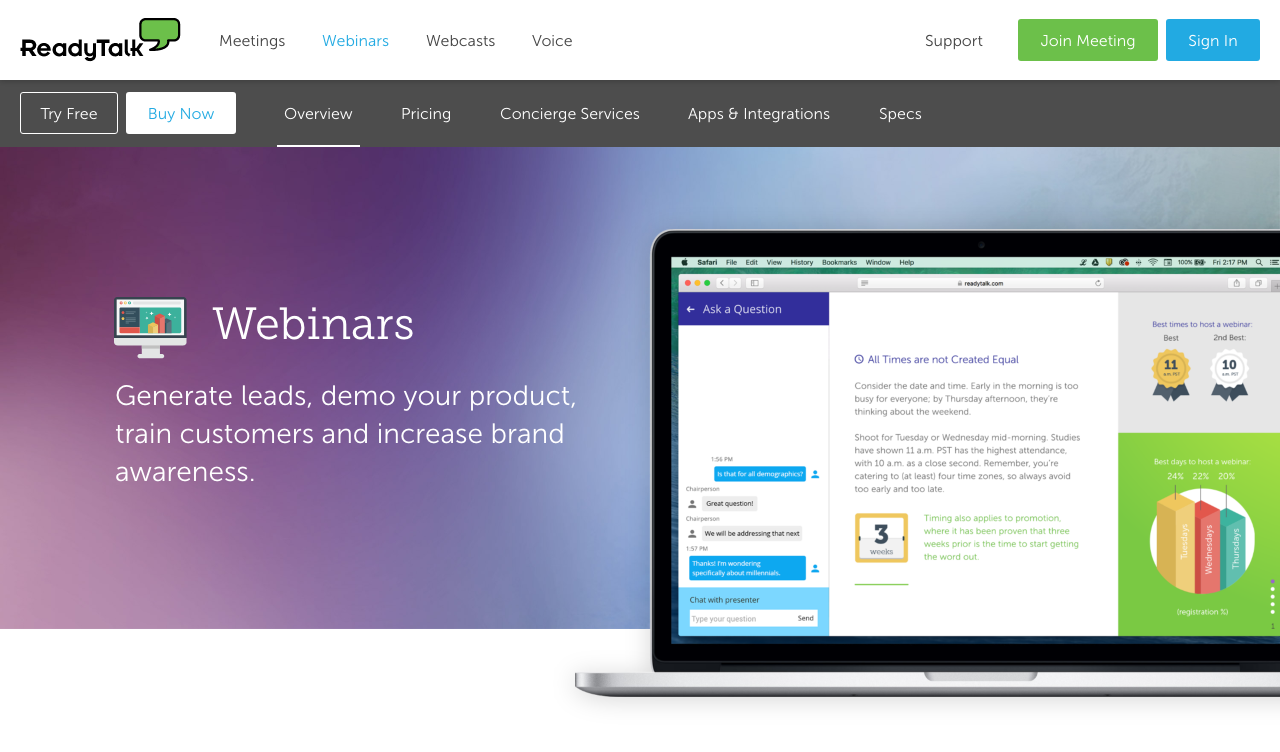 ReadyTalk
Meetings
Webinars
Webcasts
Voice
Support
Join Meeting
Sign In
Try Free
Buy Now
Overview
Pricing
Concierge Services
Apps & Integrations
Specs
Webinars
Generate leads, demo your product,
train customers and increase brand
awareness.
Safari File Edit View History Bookmarks Window Help
100% Fri 2:17 PM
readytalk.com
Ask a Question
1:56 PM
Is that for all demographics?
Chairperson
Great question!
Chairperson
We will be addressing that next
1:57 PM
Thanks! I'm wondering
specifically about millennials.
Chat with presenter
Type your question
Send
All Times are not Created Equal
Consider the date and time. Early in the morning is too
busy for everyone; by Thursday afternoon, they're
thinking about the weekend.
Shoot for Tuesday or Wednesday mid-morning. Studies
have shown 11 a.m. PST has the highest attendance,
with 10 a.m. as a close second. Remember, you're
catering to (at least) four time zones, so always avoid
too early and too late.
3
weeks
Timing also applies to promotion,
where it has been proven that three
weeks prior is the time to start getting
the word out.
Best times to host a webinar:
Best
2nd Best:
11
a.m. PST
10
a.m. PST
Best days to host a webinar:
24% 22% 20%
Tuesdays
Wednesdays
Thursdays
(registration %)